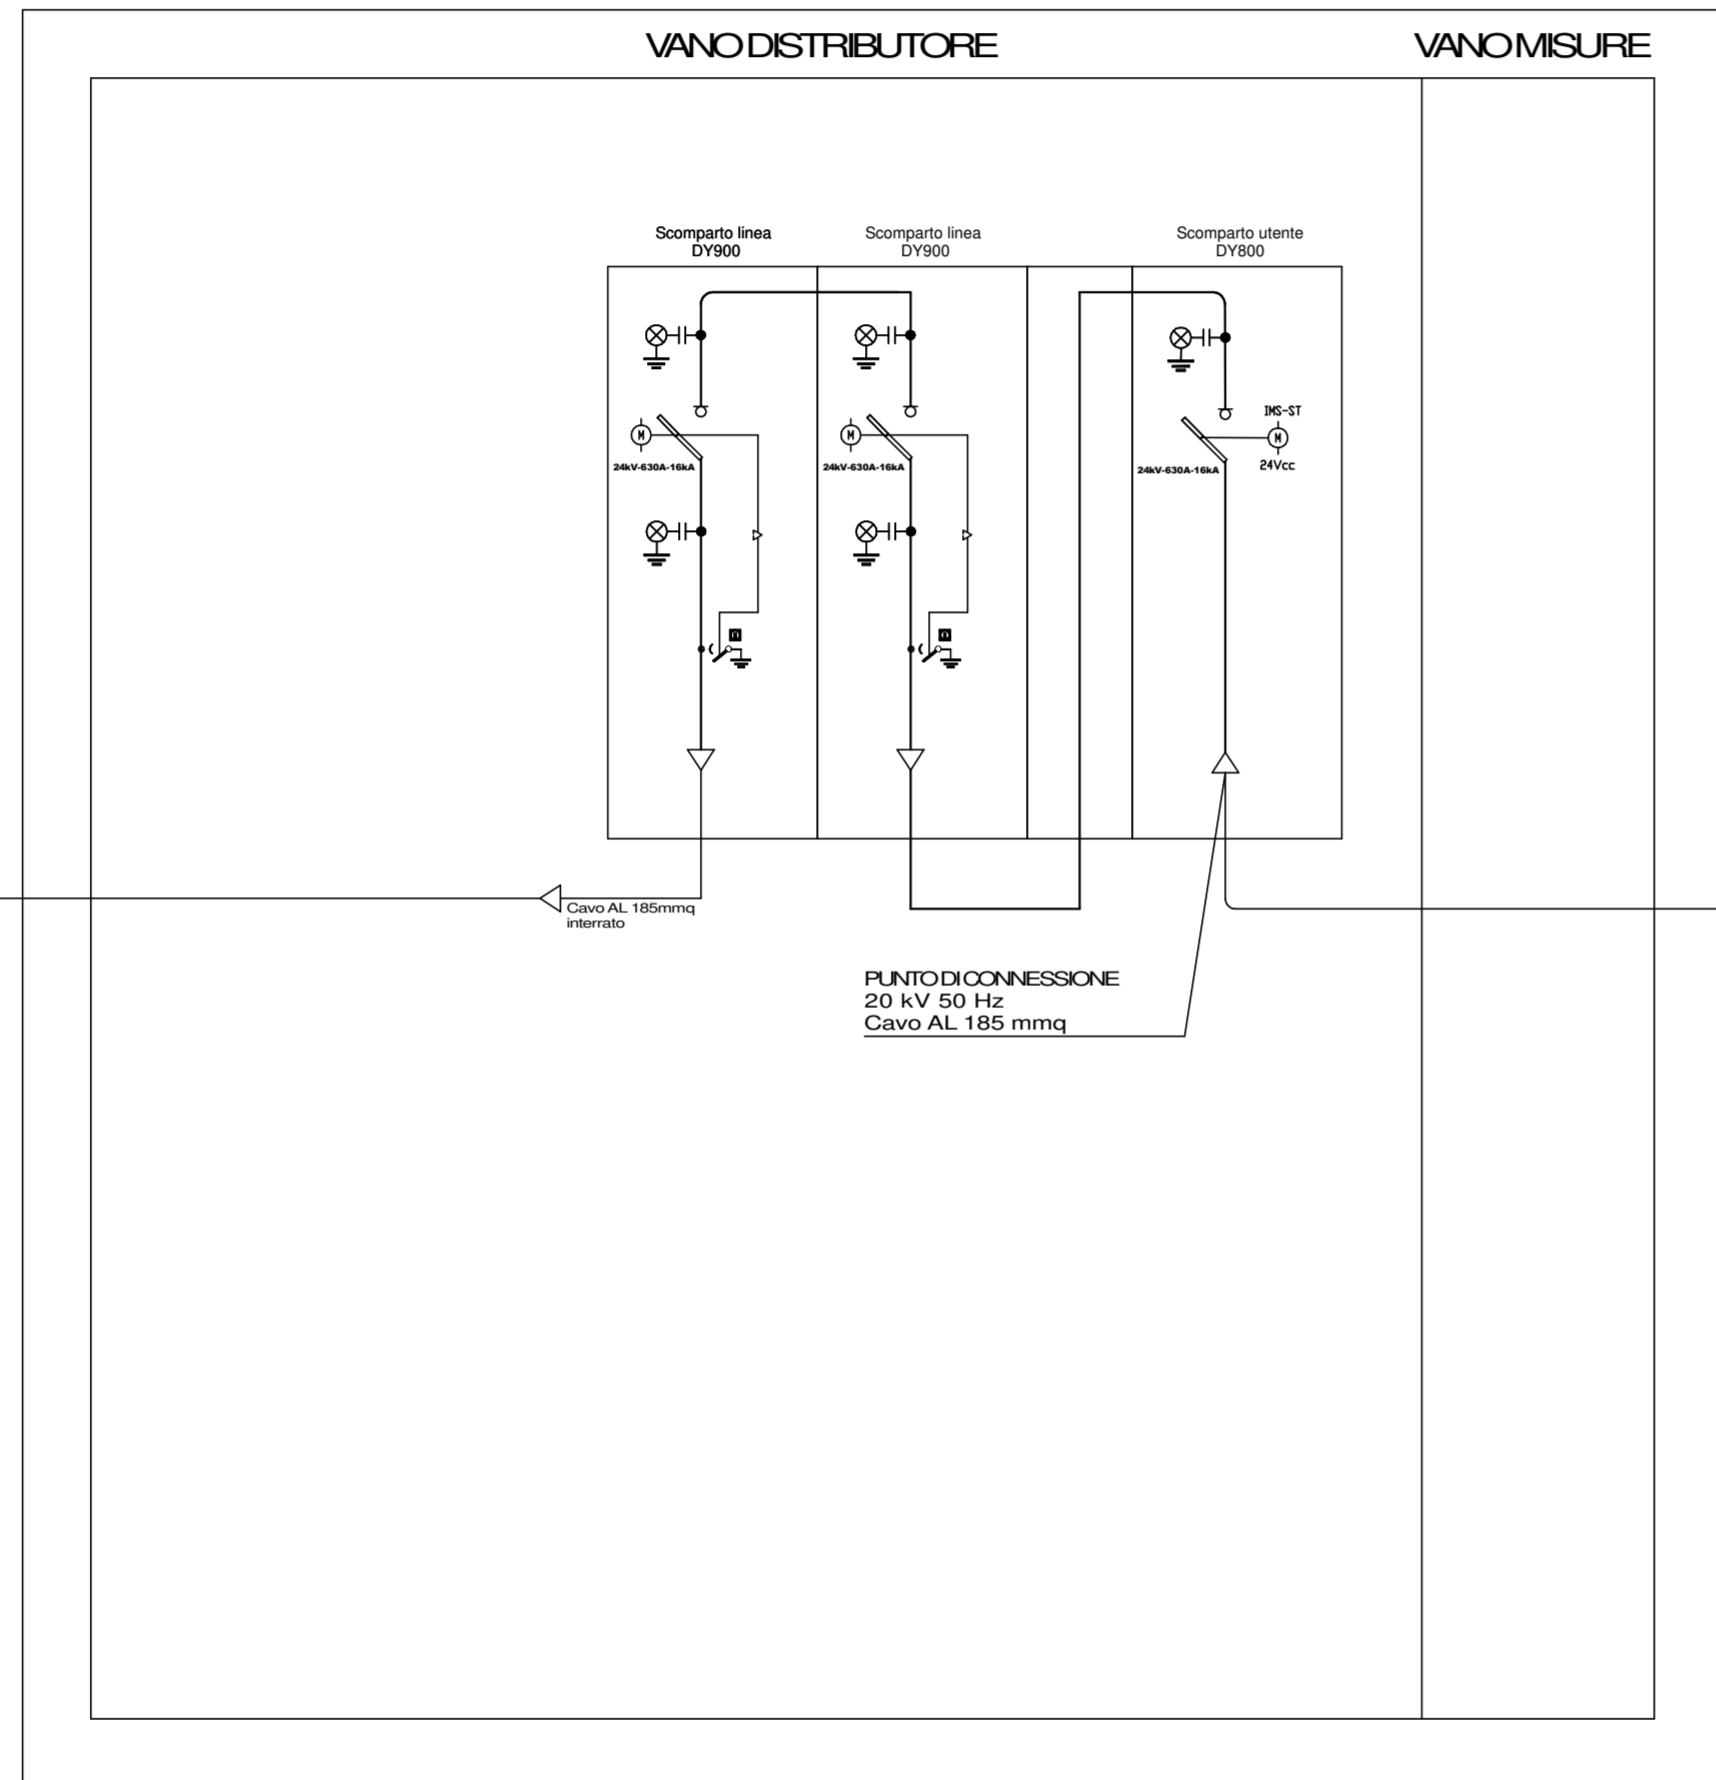 VANO DISTRIBUTORE
VANO MISURE
Scomparto linea
DY900
Scomparto linea
DY900
Scomparto utente
DY800
IMS-ST
M
M
M
24kV-630A-16kA
24kV-630A-16kA
24kV-630A-16kA
24Vcc
Cavo AL 185mmq
interrato
PUNTO DI CONNESSIONE
20 kV 50 Hz
Cavo AL 185 mmq